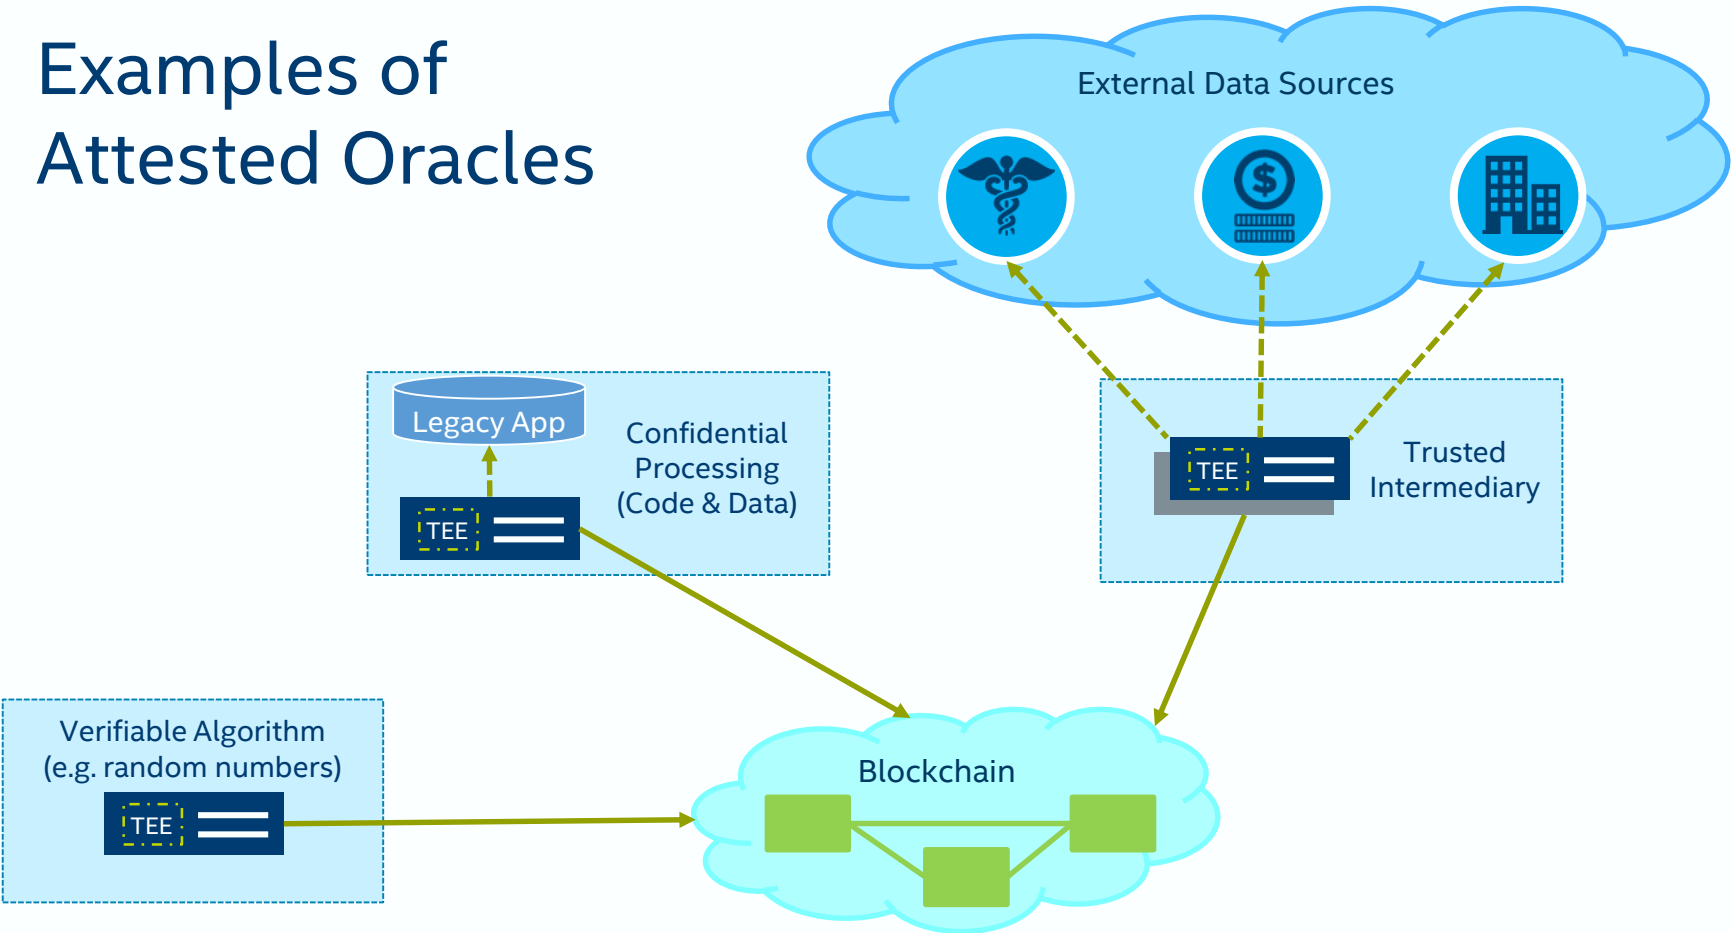 Examples of
Attested Oracles
External Data Sources
$
Legacy App
Confidential
Processing
(Code & Data)
TEE
TEE
Trusted
Intermediary
Verifiable Algorithm
(e.g. random numbers)
TEE
Blockchain